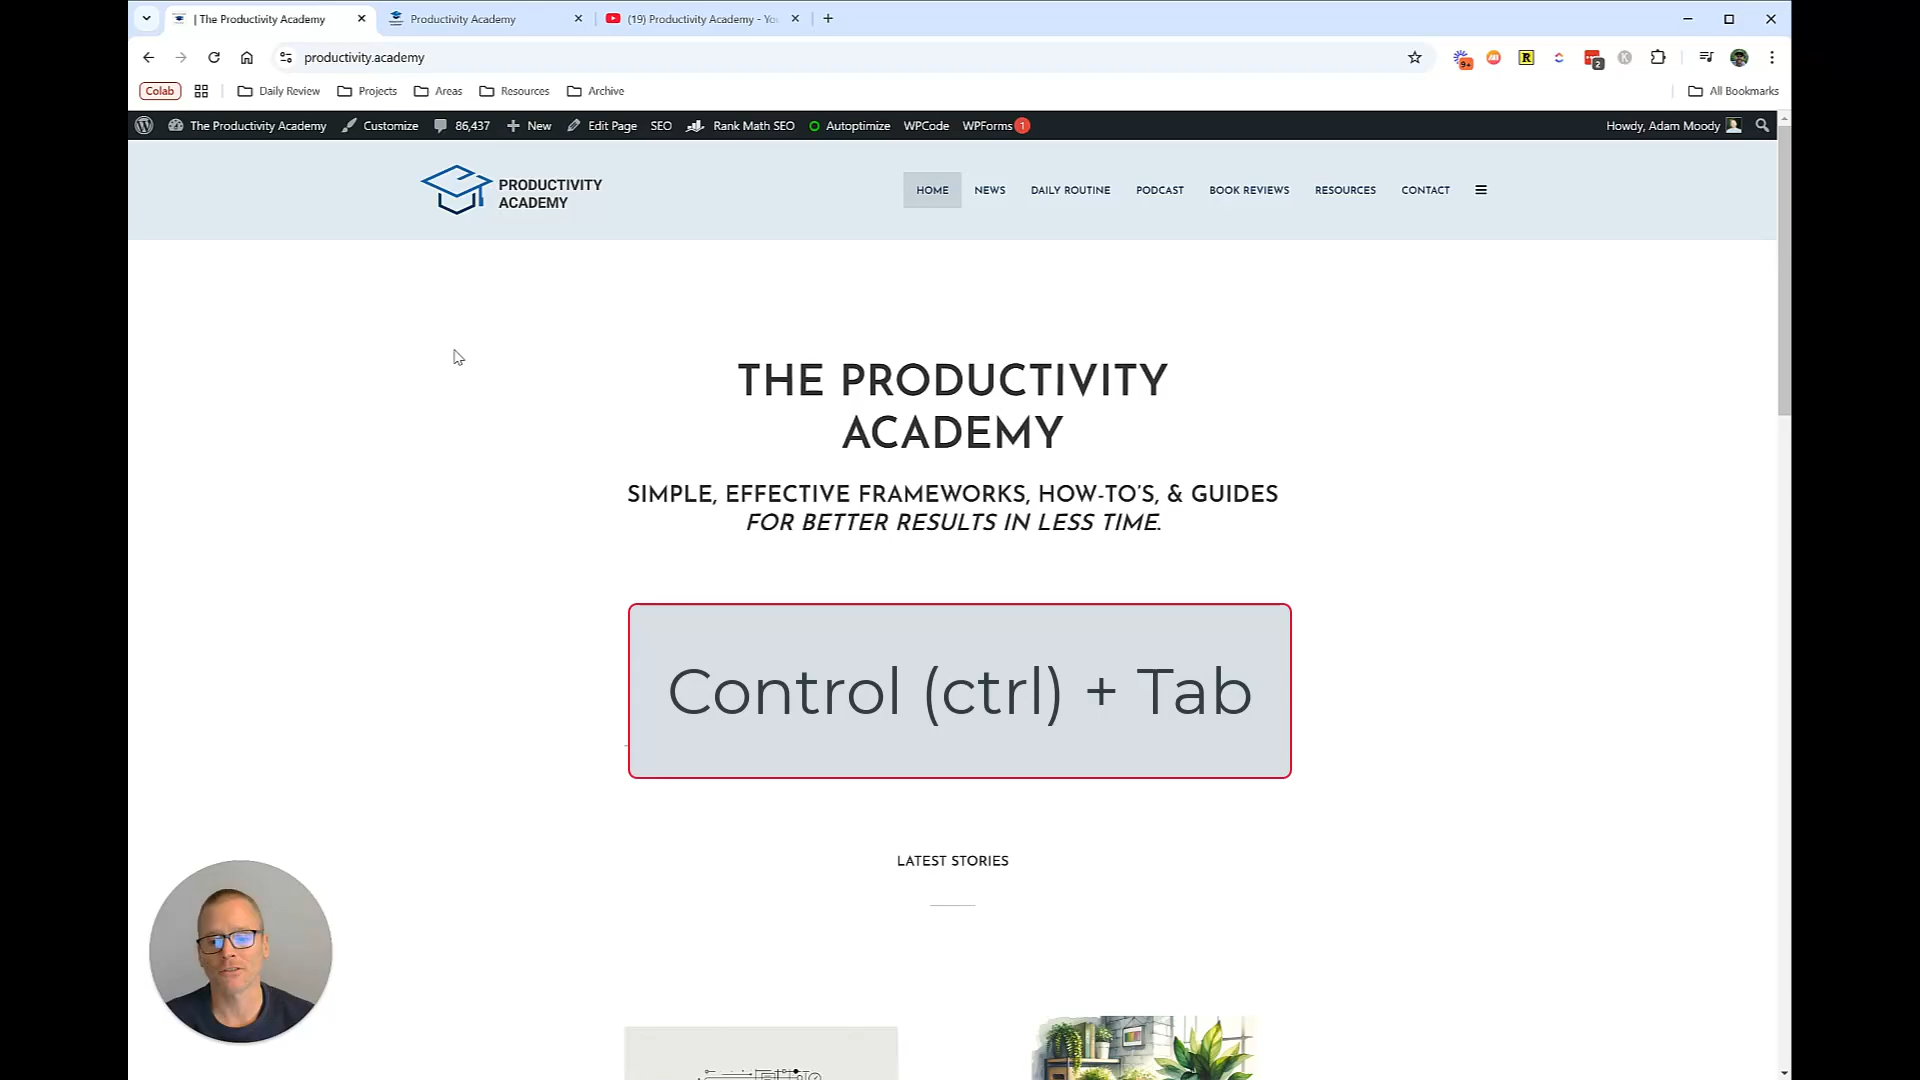 | The Productivity Academy
Productivity Academy
(19) Productivity Academy - Yo
productivity.academy
9+
R
2
K
Colab
Daily Review
Projects
Areas
Resources
Archive
All Bookmarks
The Productivity Academy
Customize
86,437
New
Edit Page
SEO
Rank Math SEO
Autoptimize
WPCode
WPForms 1
Howdy, Adam Moody
PRODUCTIVITY
ACADEMY
HOME
NEWS
DAILY ROUTINE
PODCAST
BOOK REVIEWS
RESOURCES
CONTACT
THE PRODUCTIVITY
ACADEMY
SIMPLE, EFFECTIVE FRAMEWORKS, HOW-TO'S, & GUIDES
FOR BETTER RESULTS IN LESS TIME.
Control (ctrl) + Tab
LATEST STORIES